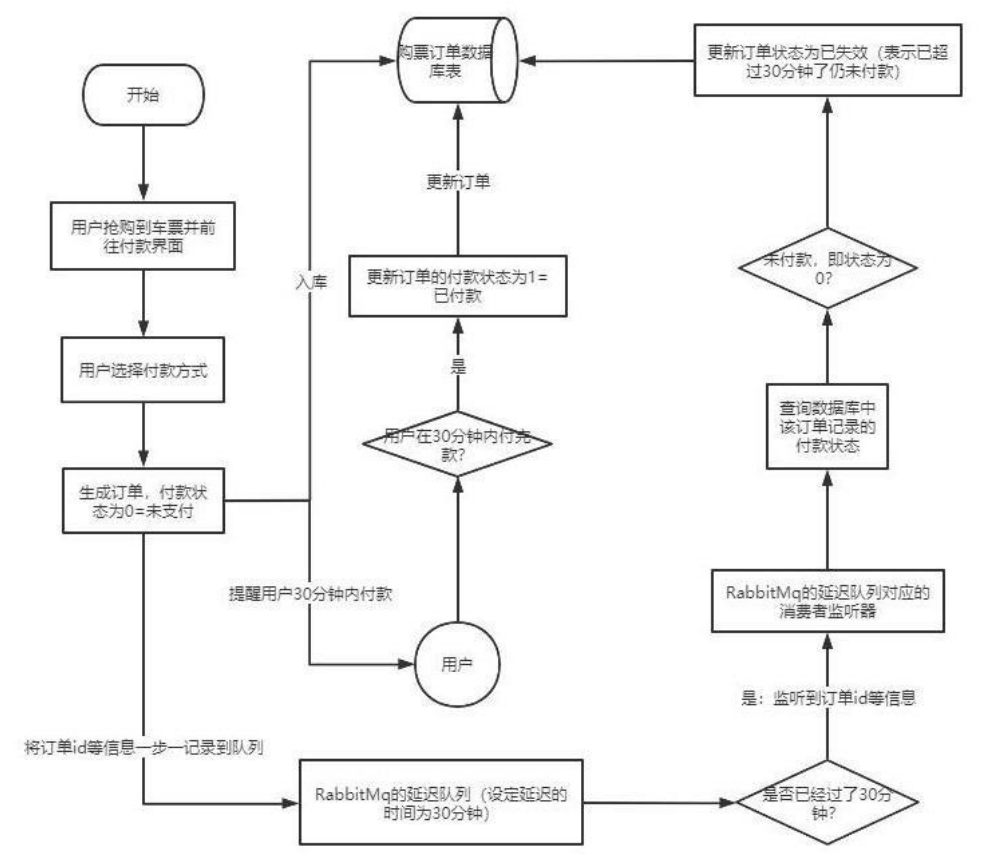 开始
用户抢购到车票并前
往付款界面
用户选择付款方式
生成订单，付款状
态为0=未支付
入库
购票订单数据
库表
更新订单
更新订单的付款状态为1=
已付款
是
用户在30分钟内付完
款？
提醒用户30分钟内付款
用户
将订单id等信息一步一记录到队列
RabbitMq的延迟队列（设定延迟的
时间为30分钟）
是否已经过了30分
钟？
是：监听到订单id等信息
RabbitMq的延迟队列对应的
消费者监听器
查询数据库中
该订单记录的
付款状态
未付款，即状态为
0？
更新订单状态为已失效（表示已超
过30分钟了仍未付款）